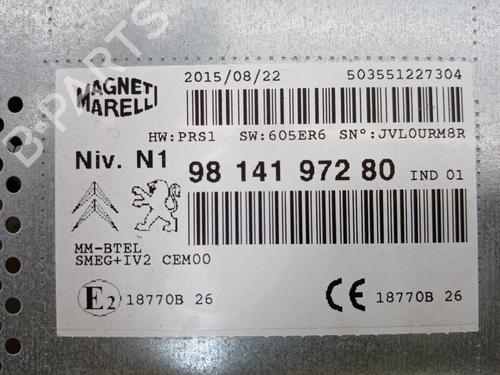 B-PARTS
MAGNETI MARELLI
2015/08/22 503551227304
HW:PRS1 SW:605ER6 SN°:JVL0URM8R
Niv. N1 98 141 972 80 IND 01
MM-BTEL
SMEG+IV2 CEM00
E2 18770B 26 CE 18770B 26